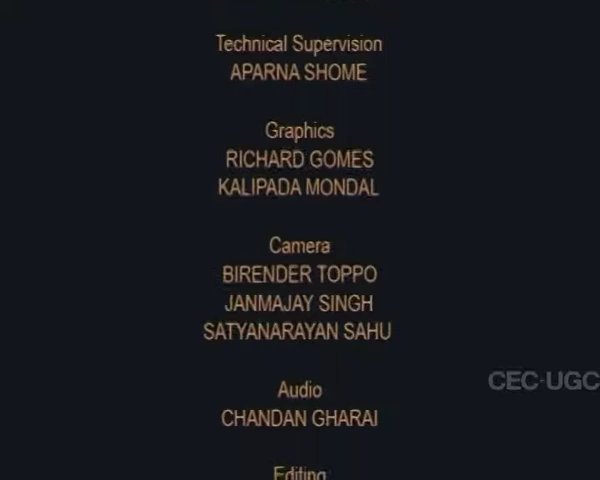 Technical Supervision
APARNA SHOME
Graphics
RICHARD GOMES
KALIPADA MONDAL
Camera
BIRENDER TOPPO
JANMAJAY SINGH
SATYANARAYAN SAHU
CEC-UGC
Audio
CHANDAN GHARAI
Editing